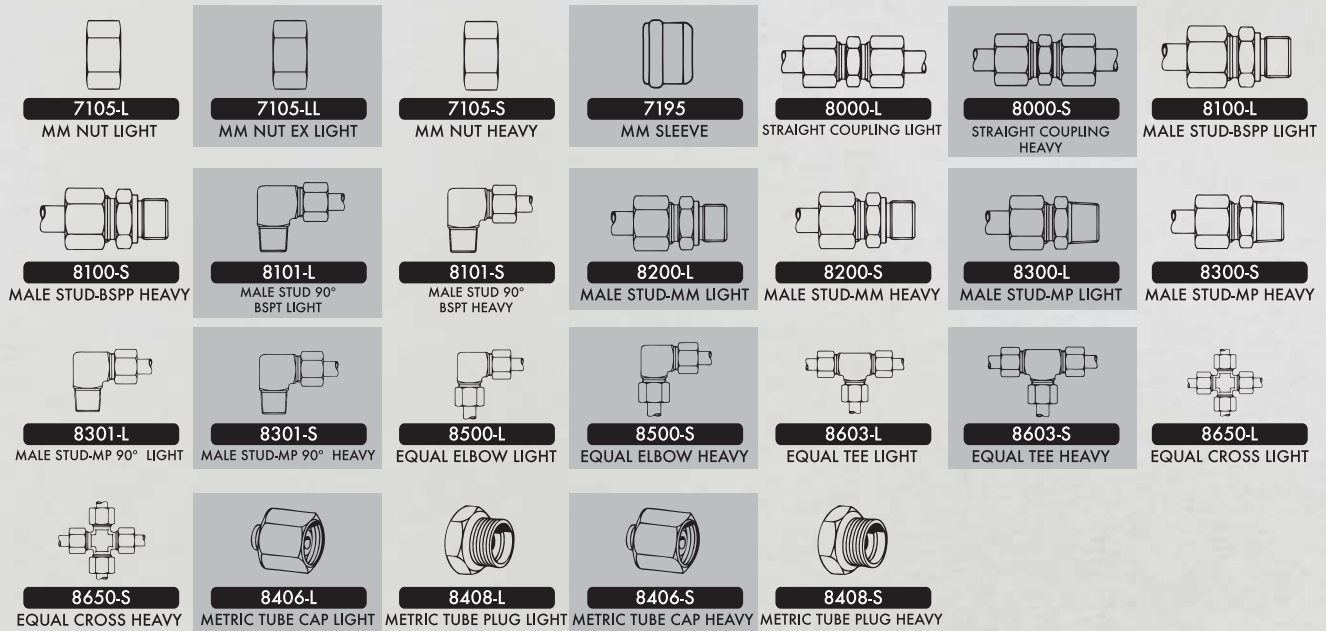 7105-L
MM NUT LIGHT
7105-LL
MM NUT EX LIGHT
7105-S
MM NUT HEAVY
7195
MM SLEEVE
8000-L
STRAIGHT COUPLING LIGHT
8000-S
STRAIGHT COUPLING
HEAVY
8100-L
MALE STUD-BSPP LIGHT
8100-S
MALE STUD-BSPP HEAVY
8101-L
MALE STUD 90°
BSPT LIGHT
8101-S
MALE STUD 90°
BSPT HEAVY
8200-L
MALE STUD-MM LIGHT
8200-S
MALE STUD-MM HEAVY
8300-L
MALE STUD-MP LIGHT
8300-S
MALE STUD-MP HEAVY
8301-L
MALE STUD-MP 90° LIGHT
8301-S
MALE STUD-MP 90° HEAVY
8500-L
EQUAL ELBOW LIGHT
8500-S
EQUAL ELBOW HEAVY
8603-L
EQUAL TEE LIGHT
8603-S
EQUAL TEE HEAVY
8650-L
EQUAL CROSS LIGHT
8650-S
EQUAL CROSS HEAVY
8406-L
METRIC TUBE CAP LIGHT
8408-L
METRIC TUBE PLUG LIGHT
8406-S
METRIC TUBE CAP HEAVY
8408-S
METRIC TUBE PLUG HEAVY